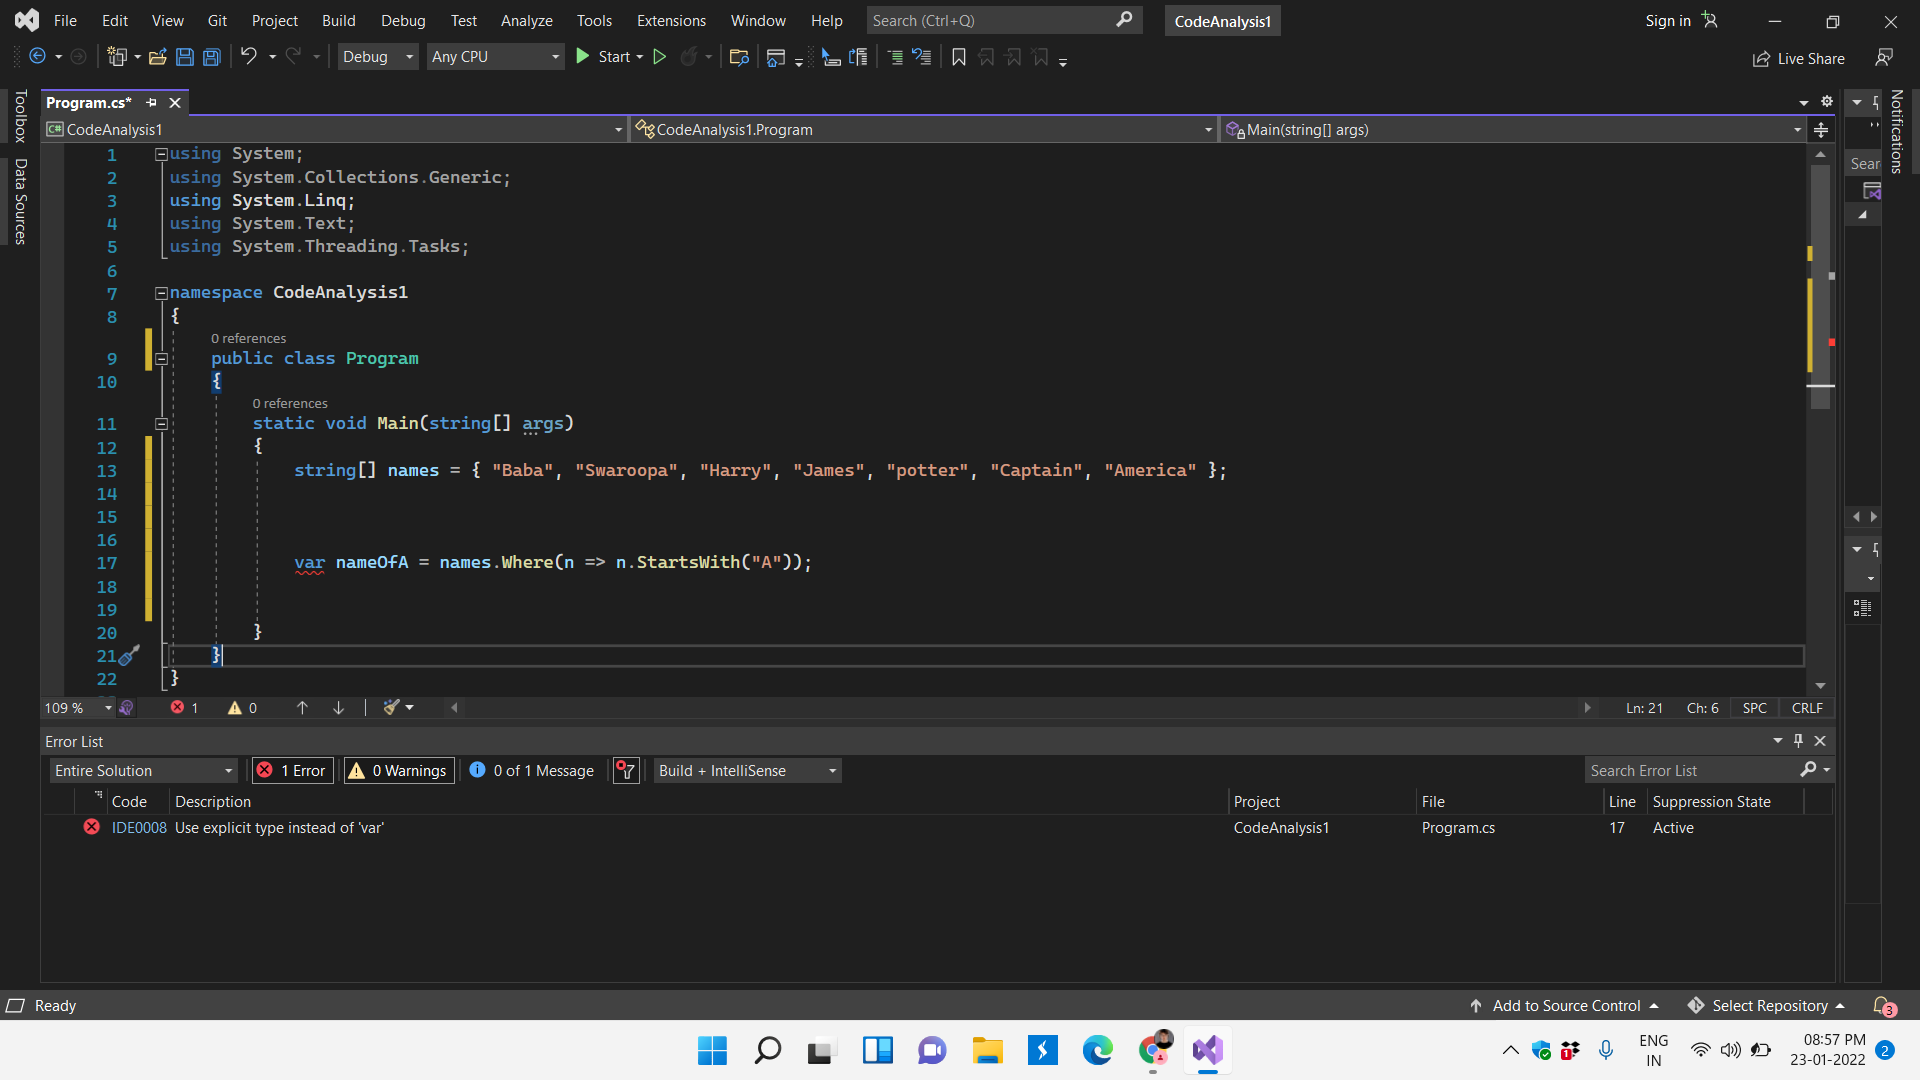 File Edit View Git Project Build Debug Test Analyze Tools Extensions Window Help Search (Ctrl+Q) CodeAnalysis1 Sign in
Debug Any CPU Start Live Share
Toolbox
Data Sources
Notifications
Program.cs*
C# CodeAnalysis1 CodeAnalysis1.Program Main(string[] args)
1 using System;
2 using System.Collections.Generic;
3 using System.Linq;
4 using System.Text;
5 using System.Threading.Tasks;
6
7 namespace CodeAnalysis1
8 {
0 references
9 public class Program
10 {
0 references
11 static void Main(string[] args)
12 {
13 string[] names = { "Baba", "Swaroopa", "Harry", "James", "potter", "Captain", "America" };
14
15
16
17 var nameOfA = names.Where(n => n.StartsWith("A"));
18
19
20 }
21 }
22 }
Sear
109 % 1 0 Ln: 21 Ch: 6 SPC CRLF
Error List
Entire Solution 1 Error 0 Warnings 0 of 1 Message Build + IntelliSense Search Error List
Code Description Project File Line Suppression State
IDE0008 Use explicit type instead of 'var' CodeAnalysis1 Program.cs 17 Active
Ready Add to Source Control Select Repository 3
1 ENG IN 08:57 PM 23-01-2022 2